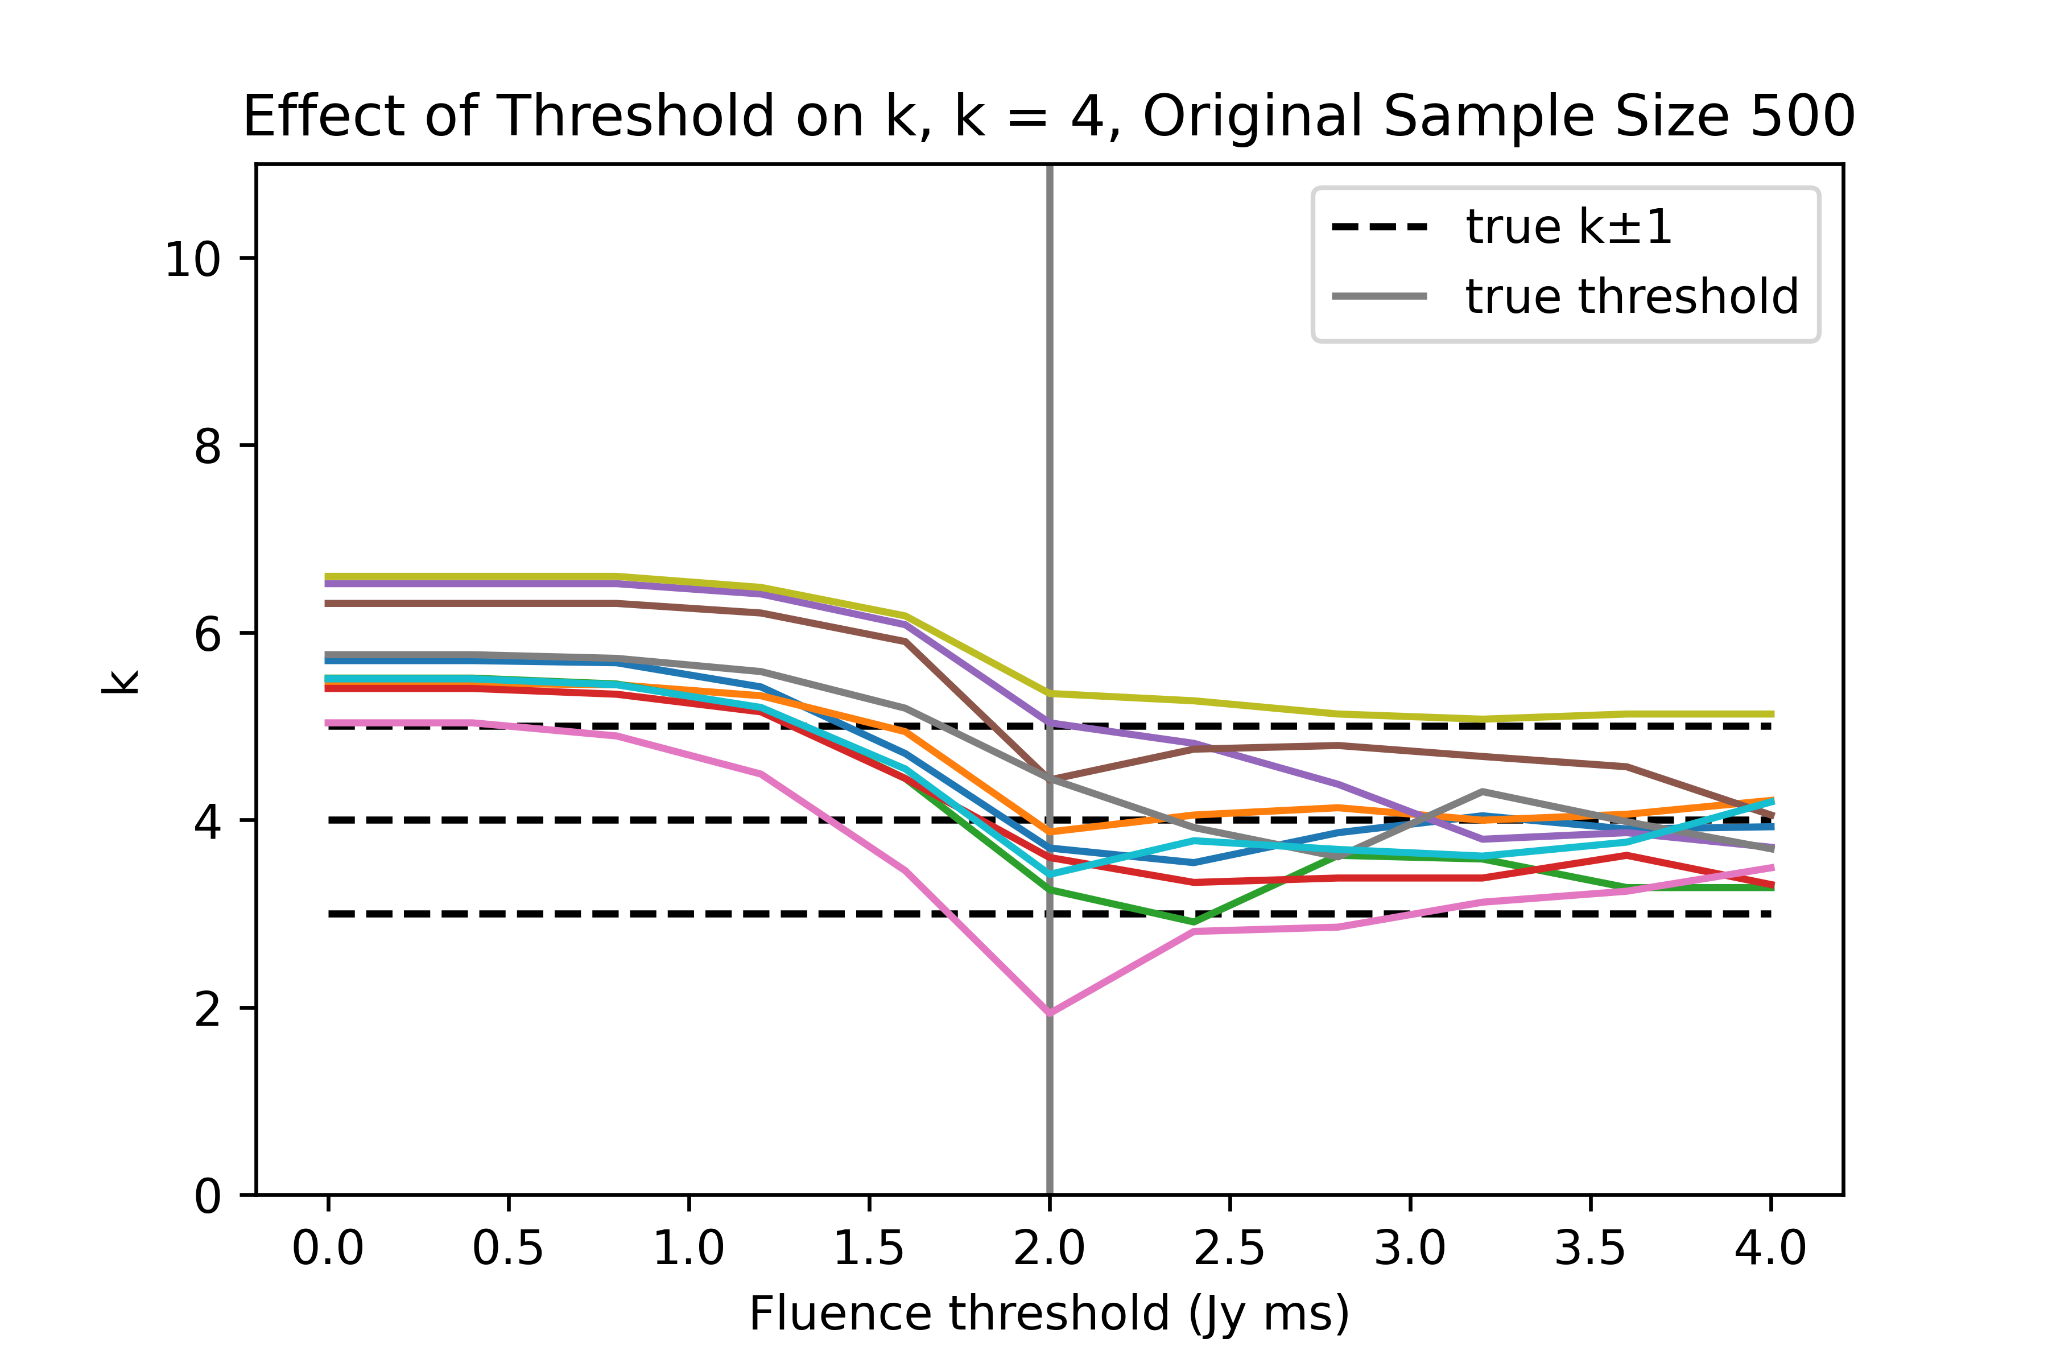 Effect of Threshold on k, k = 4, Original Sample Size 500
true k±1
true threshold
10
8
6
4
2
0
k
0.0 0.5 1.0 1.5 2.0 2.5 3.0 3.5 4.0
Fluence threshold (Jy ms)